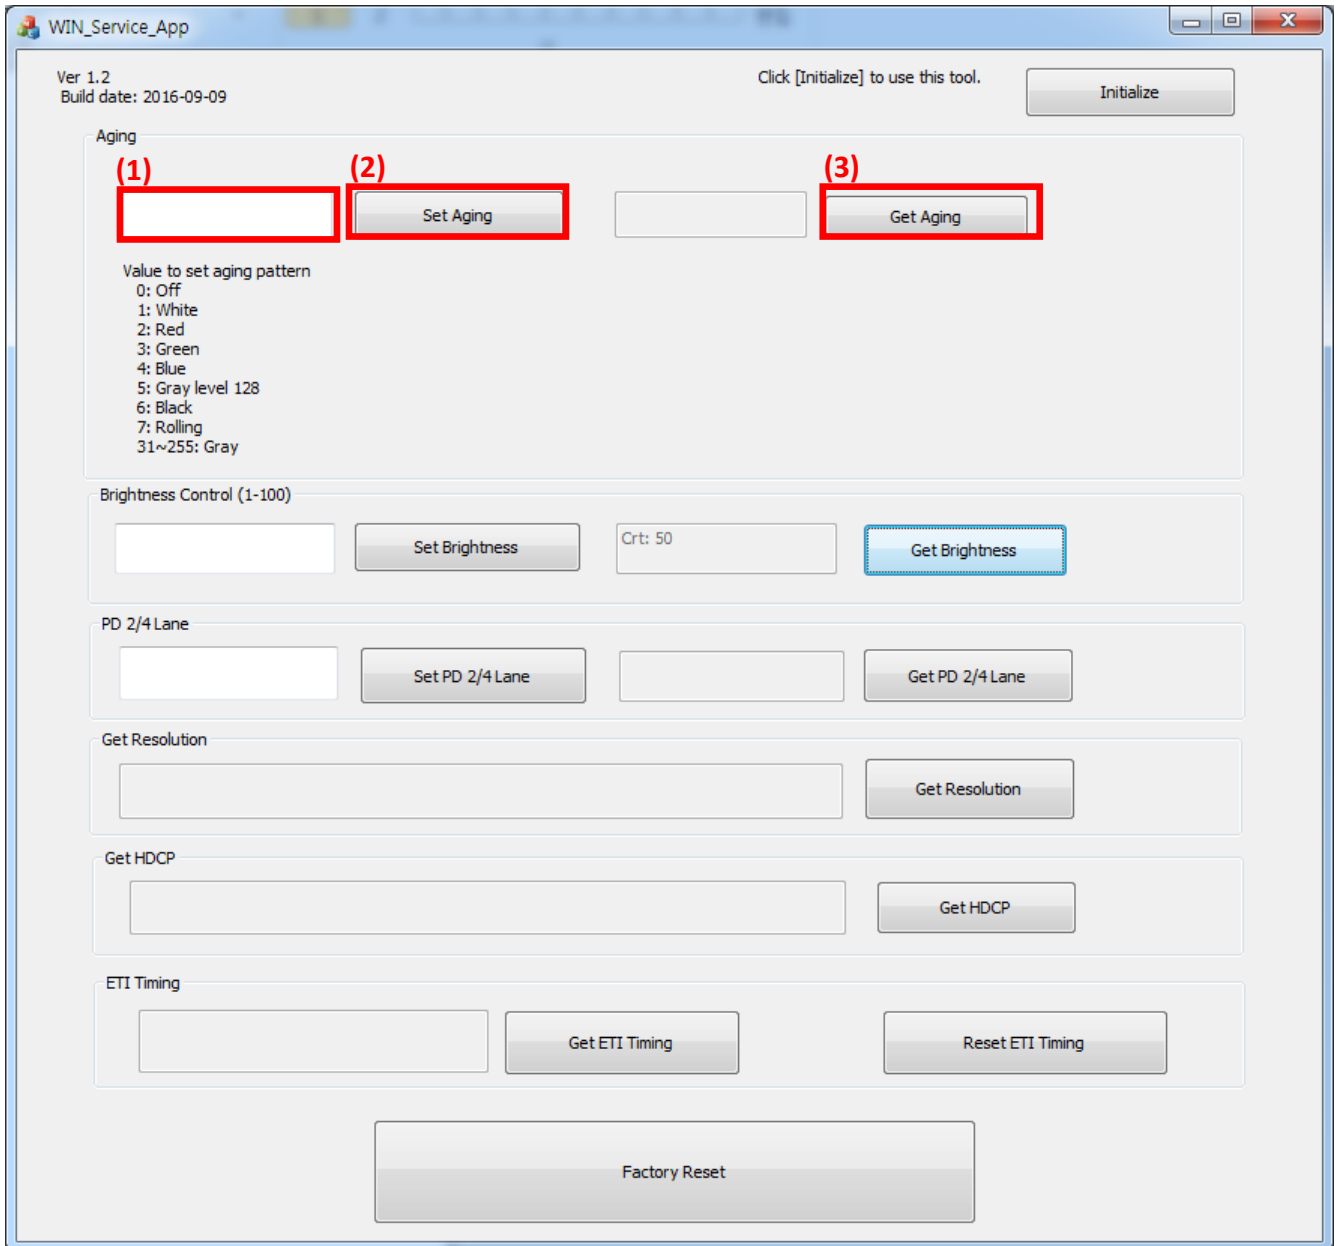 WIN_Service_App
Ver 1.2
Build date: 2016-09-09
Click [Initialize] to use this tool.
Initialize
Aging
(1)
(2)
(3)
Set Aging
Get Aging
Value to set aging pattern
0: Off
1: White
2: Red
3: Green
4: Blue
5: Gray level 128
6: Black
7: Rolling
31~255: Gray
Brightness Control (1-100)
Set Brightness
Crt: 50
Get Brightness
PD 2/4 Lane
Set PD 2/4 Lane
Get PD 2/4 Lane
Get Resolution
Get Resolution
Get HDCP
Get HDCP
ETI Timing
Get ETI Timing
Reset ETI Timing
Factory Reset